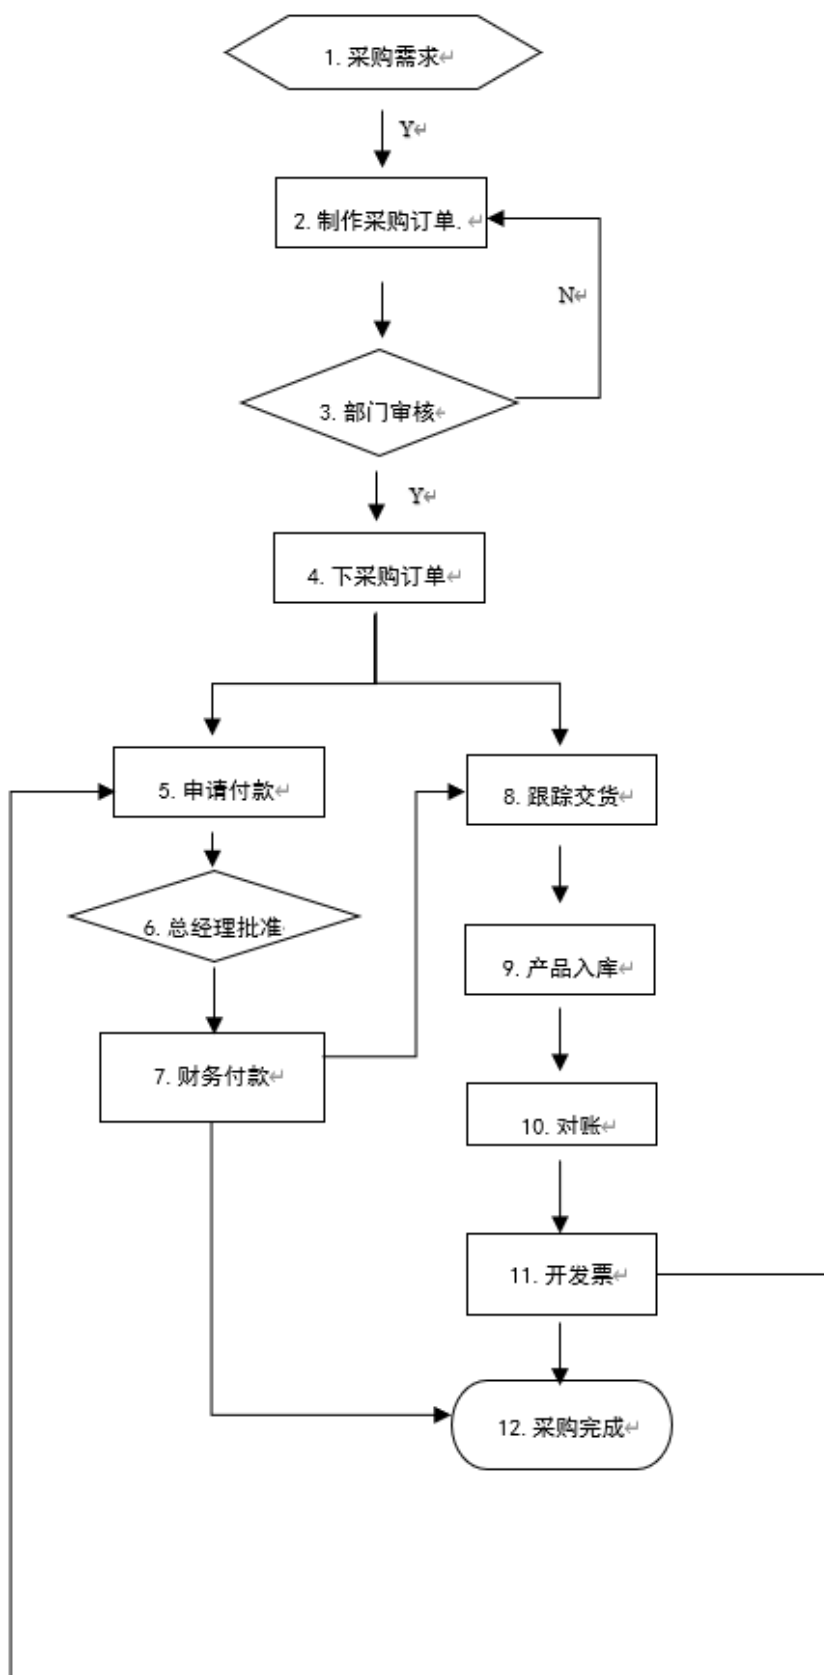 1.采购需求↵
Y↵
2.制作采购订单.↵
N↵
3.部门审核↵
Y↵
4.下采购订单↵
5.申请付款↵
8.跟踪交货↵
6.总经理批准
9.产品入库↵
7.财务付款↵
10.对账↵
11.开发票↵
12.采购完成↵